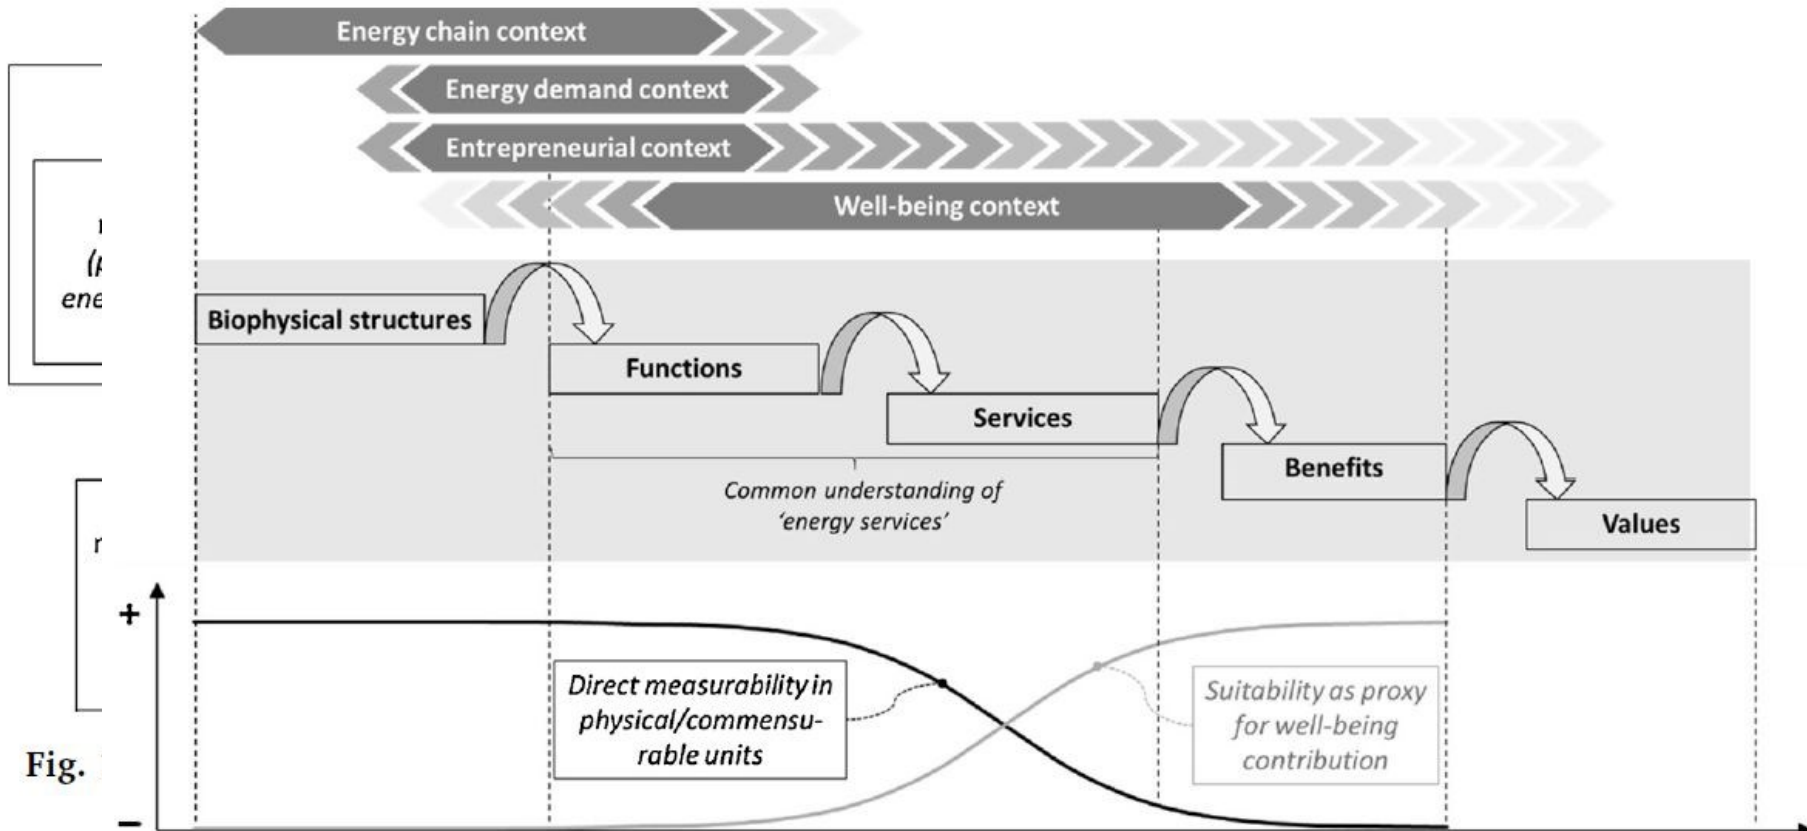 Energy chain context
Energy demand context
Entrepreneurial context
Well-being context
Biophysical structures
Functions
Services
Benefits
Values
Common understanding of
‘energy services’
+
Direct measurability in
physical/commensu-
rable units
Suitability as proxy
for well-being
contribution
−
ene
Fig.